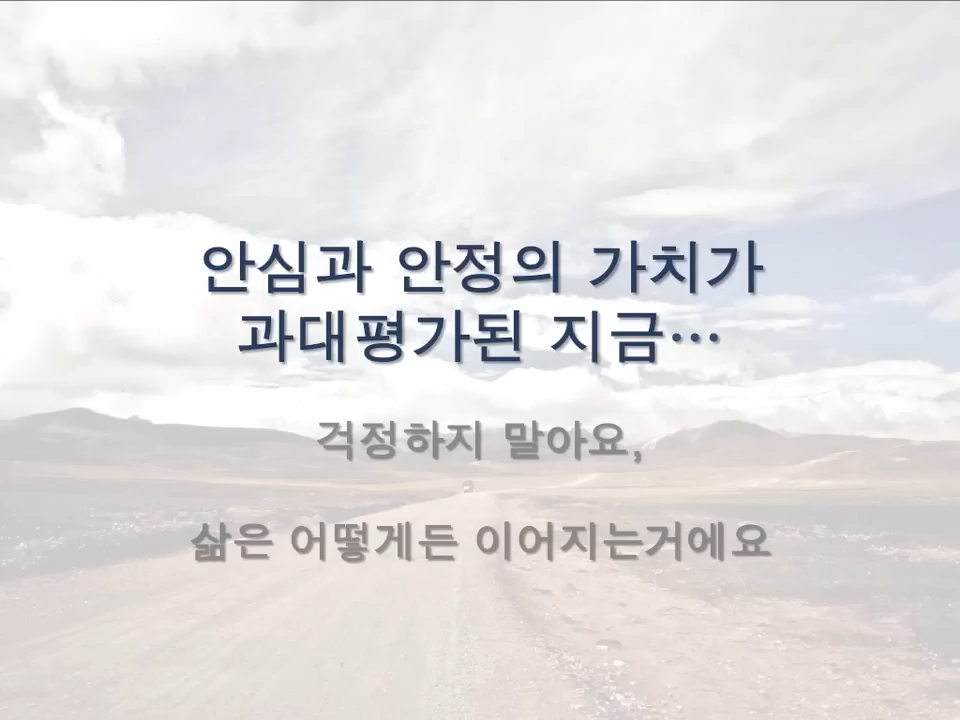 안심과 안정의 가치가
과대평가된 지금…
걱정하지 말아요,
삶은 어떻게든 이어지는거에요